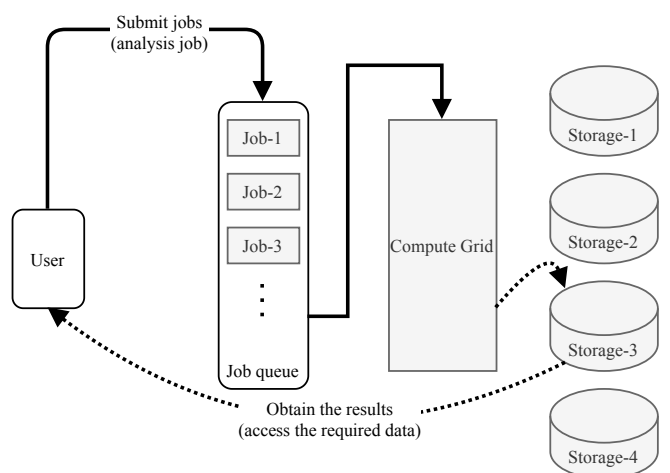 Submit jobs
(analysis job)
Job-1
Job-2
Job-3
Job queue
User
Compute Grid
Storage-1
Storage-2
Storage-3
Storage-4
Obtain the results
(access the required data)